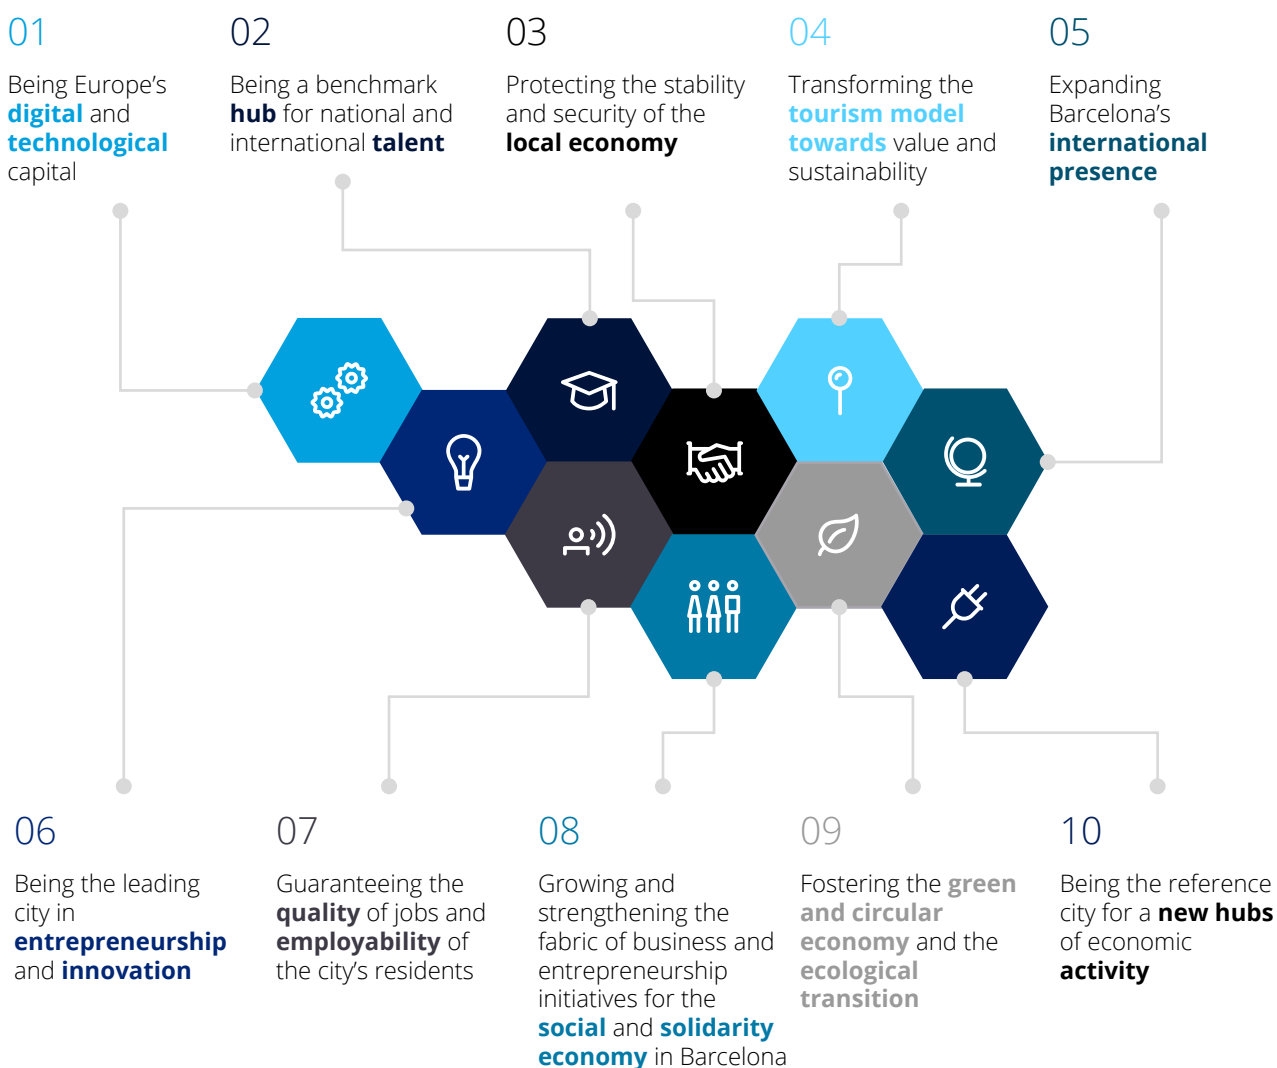 01
Being Europe’s
digital and
technological
capital
02
Being a benchmark
hub for national and
international talent
03
Protecting the stability
and security of the
local economy
04
Transforming the
tourism model
towards value and
sustainability
05
Expanding
Barcelona’s
international
presence
06
Being the leading
city in
entrepreneurship
and innovation
07
Guaranteeing the
quality of jobs and
employability of
the city’s residents
08
Growing and
strengthening the
fabric of business and
entrepreneurship
initiatives for the
social and solidarity
economy in Barcelona
09
Fostering the green
and circular
economy and the
ecological
transition
10
Being the reference
city for a new hubs
of economic
activity